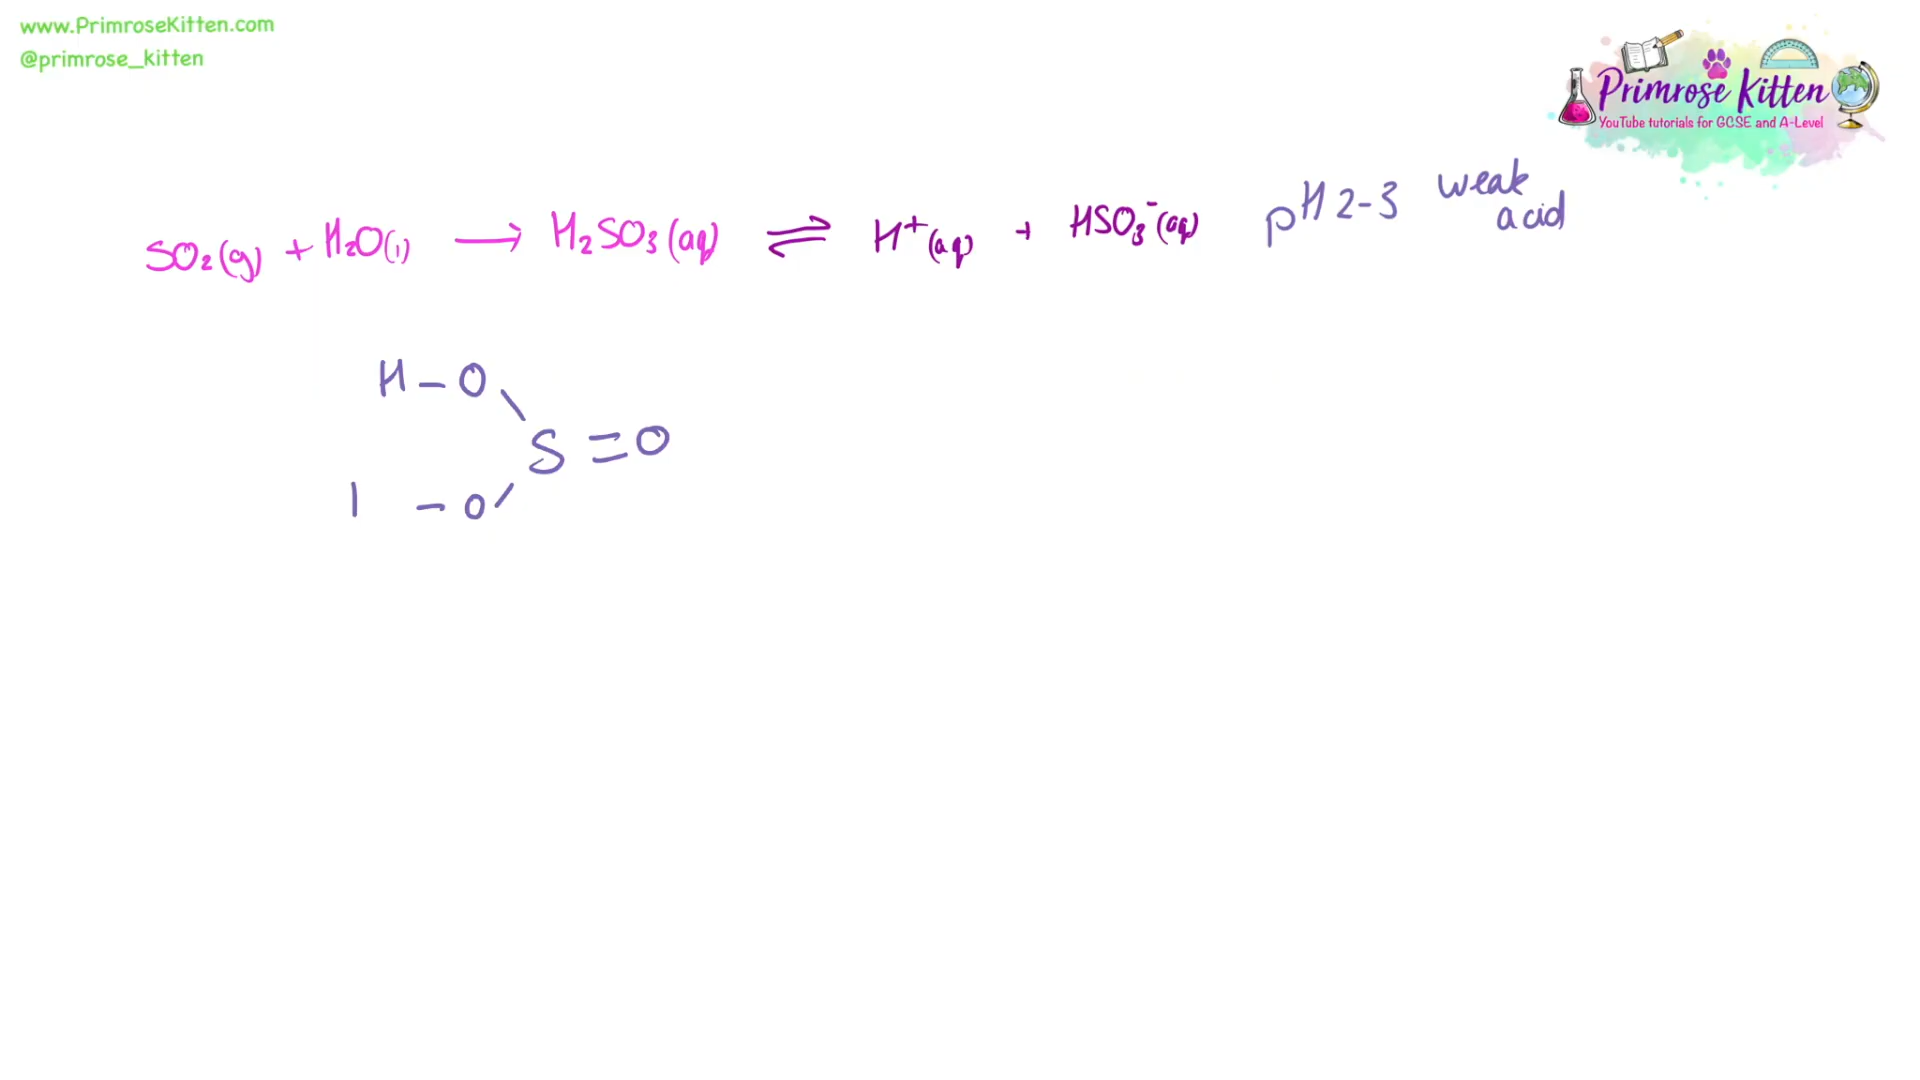 www.PrimroseKitten.com
@primrose_kitten
Primrose Kitten
YouTube tutorials for GCSE and A-Level
SO₂(g) + H₂O(l) → H₂SO₃(aq) ⇌ H⁺(aq) + HSO₃⁻(aq) pH 2-3 weak acid
H - O
S = O
I - O